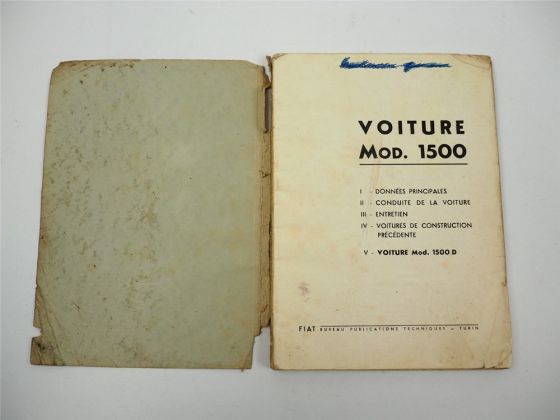 VOITURE
MOD. 1500
I - DONNÉES PRINCIPALES
II - CONDUITE DE LA VOITURE
III - ENTRETIEN
IV - VOITURES DE CONSTRUCTION
PRÉCÉDENTE
V - VOITURE Mod. 1500 D
FIAT BUREAU PUBLICATIONS TECHNIQUES - TURIN